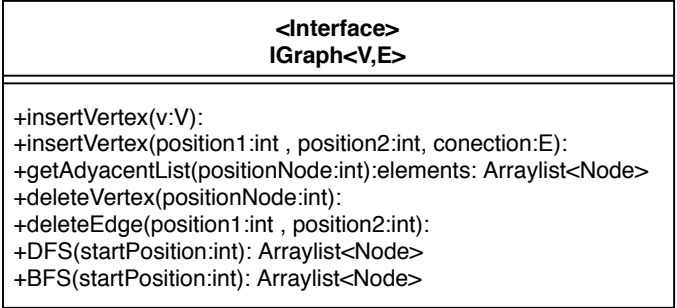 <Interface>
IGraph<V,E>
+insertVertex(v:V):
+insertVertex(position1:int , position2:int, conection:E):
+getAdyacentList(positionNode:int):elements: Arraylist<Node>
+deleteVertex(positionNode:int):
+deleteEdge(position1:int , position2:int):
+DFS(startPosition:int): Arraylist<Node>
+BFS(startPosition:int): Arraylist<Node>